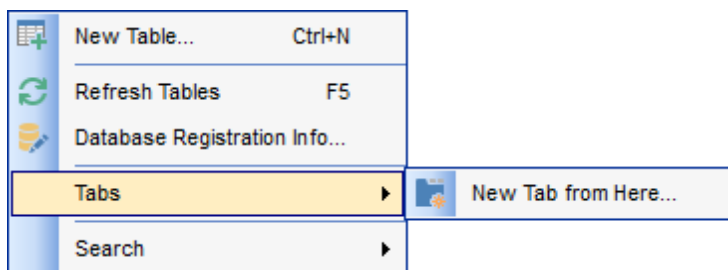 New Table... Ctrl+N
Refresh Tables F5
Database Registration Info...
Tabs New Tab from Here...
Search